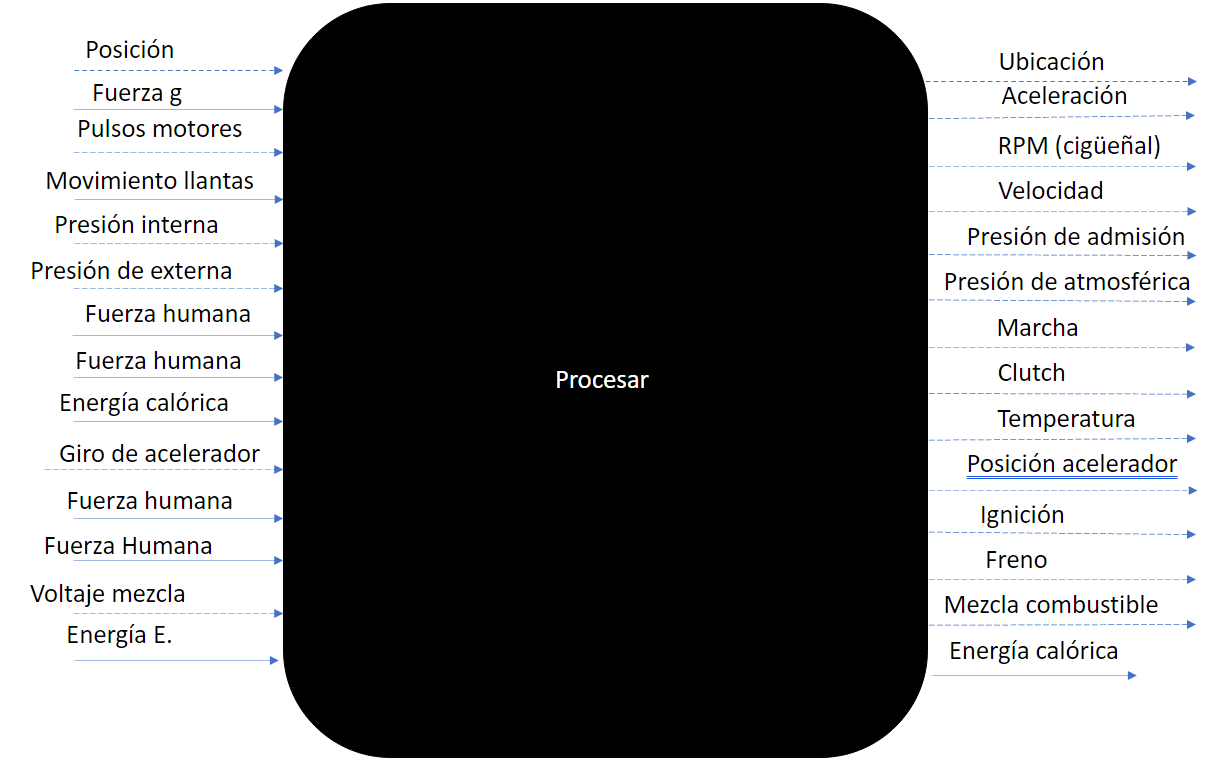 Posición
Fuerza g
Pulsos motores
Movimiento llantas
Presión interna
Presión de externa
Fuerza humana
Fuerza humana
Energía calórica
Giro de acelerador
Fuerza humana
Fuerza Humana
Voltaje mezcla
Energía E.
Procesar
Ubicación
Aceleración
RPM (cigüeñal)
Velocidad
Presión de admisión
Presión de atmosférica
Marcha
Clutch
Temperatura
Posición acelerador
Ignición
Freno
Mezcla combustible
Energía calórica